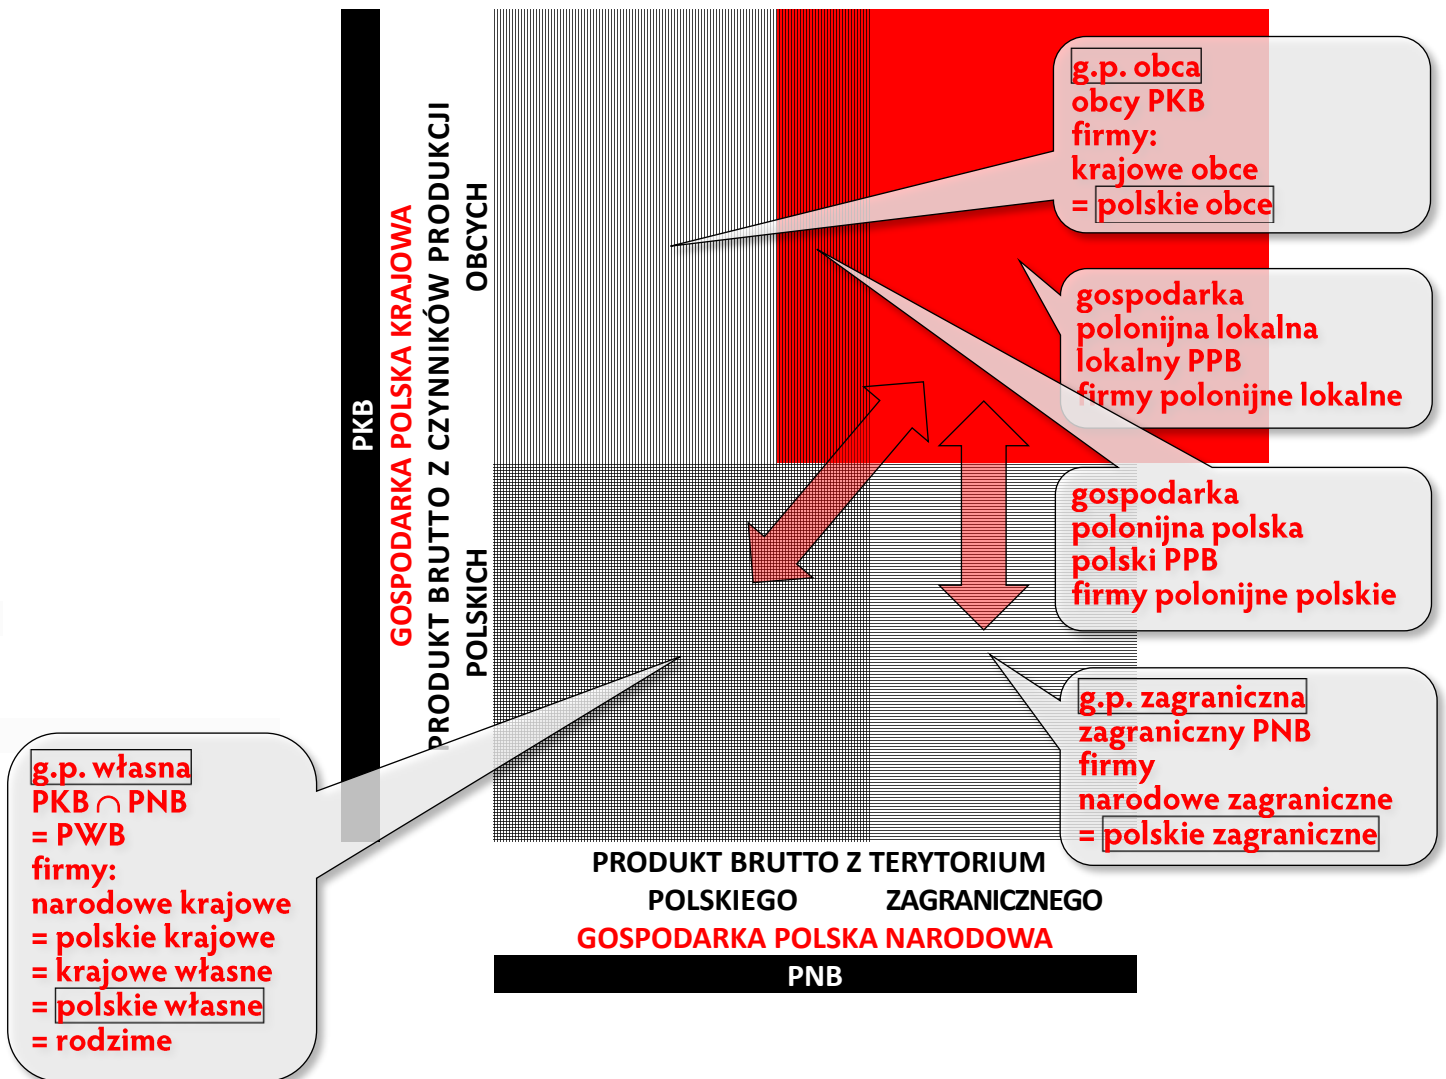 PKB
GOSPODARKA POLSKA KRAJOWA
PRODUKT BRUTTO Z CZYNNIKÓW PRODUKCJI
OBCYCH
POLSKICH
g.p. obca
obcy PKB
firmy:
krajowe obce
= polskie obce
gospodarka
polonijna lokalna
lokalny PPB
firmy polonijne lokalne
gospodarka
polonijna polska
polski PPB
firmy polonijne polskie
g.p. zagraniczna
zagraniczny PNB
firmy
narodowe zagraniczne
= polskie zagraniczne
g.p. własna
PKB ∩ PNB
= PWB
firmy:
narodowe krajowe
= polskie krajowe
= krajowe własne
= polskie własne
= rodzime
PRODUKT BRUTTO Z TERYTORIUM
POLSKIEGO ZAGRANICZNEGO
GOSPODARKA POLSKA NARODOWA
PNB